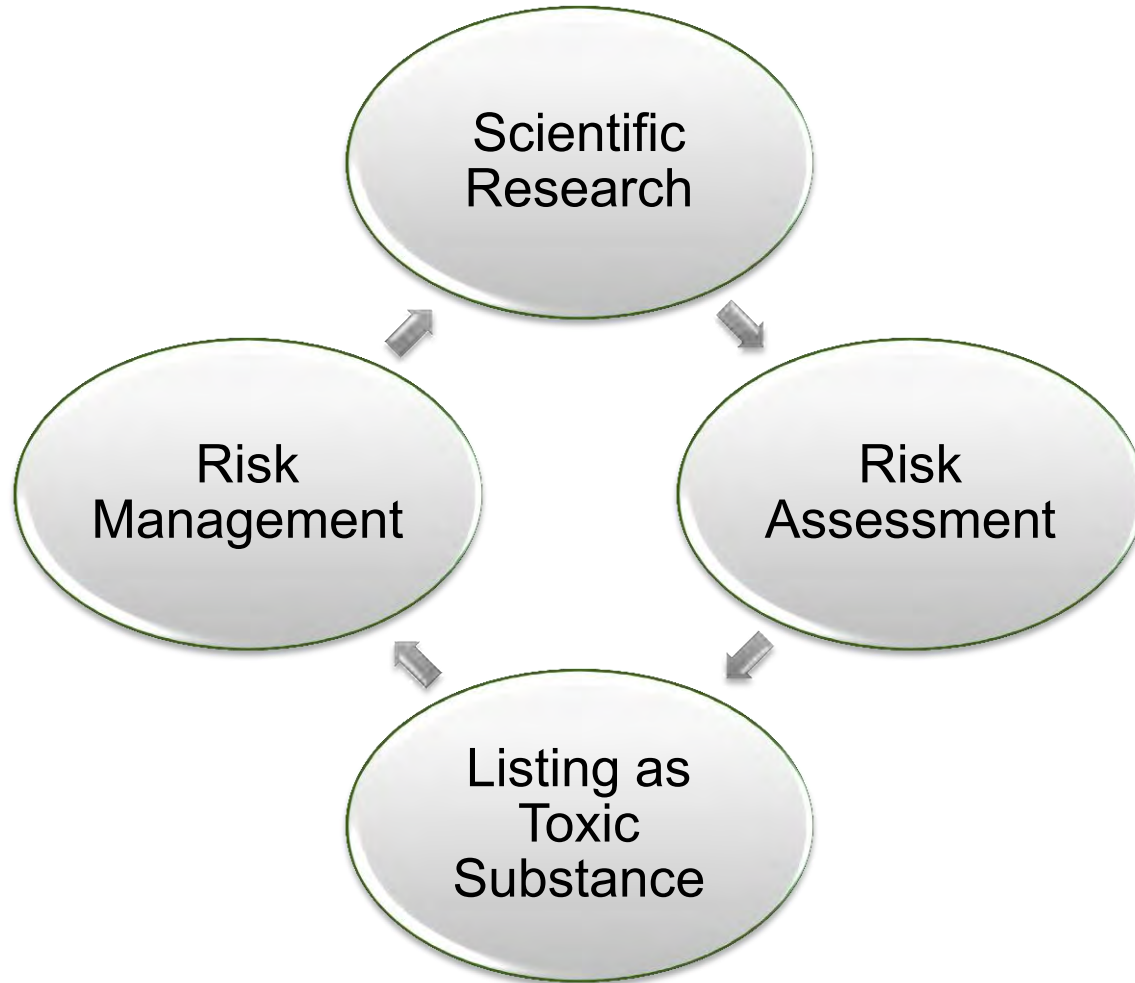 Scientific
Research
Risk
Management
Risk
Assessment
Listing as
Toxic
Substance